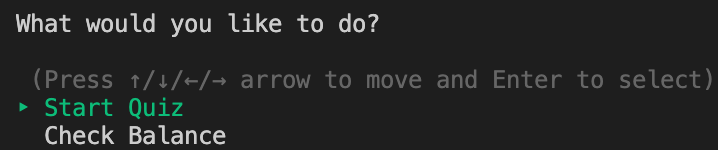 What would you like to do?
(Press ↑/↓/←/→ arrow to move and Enter to select)
‣ Start Quiz
Check Balance